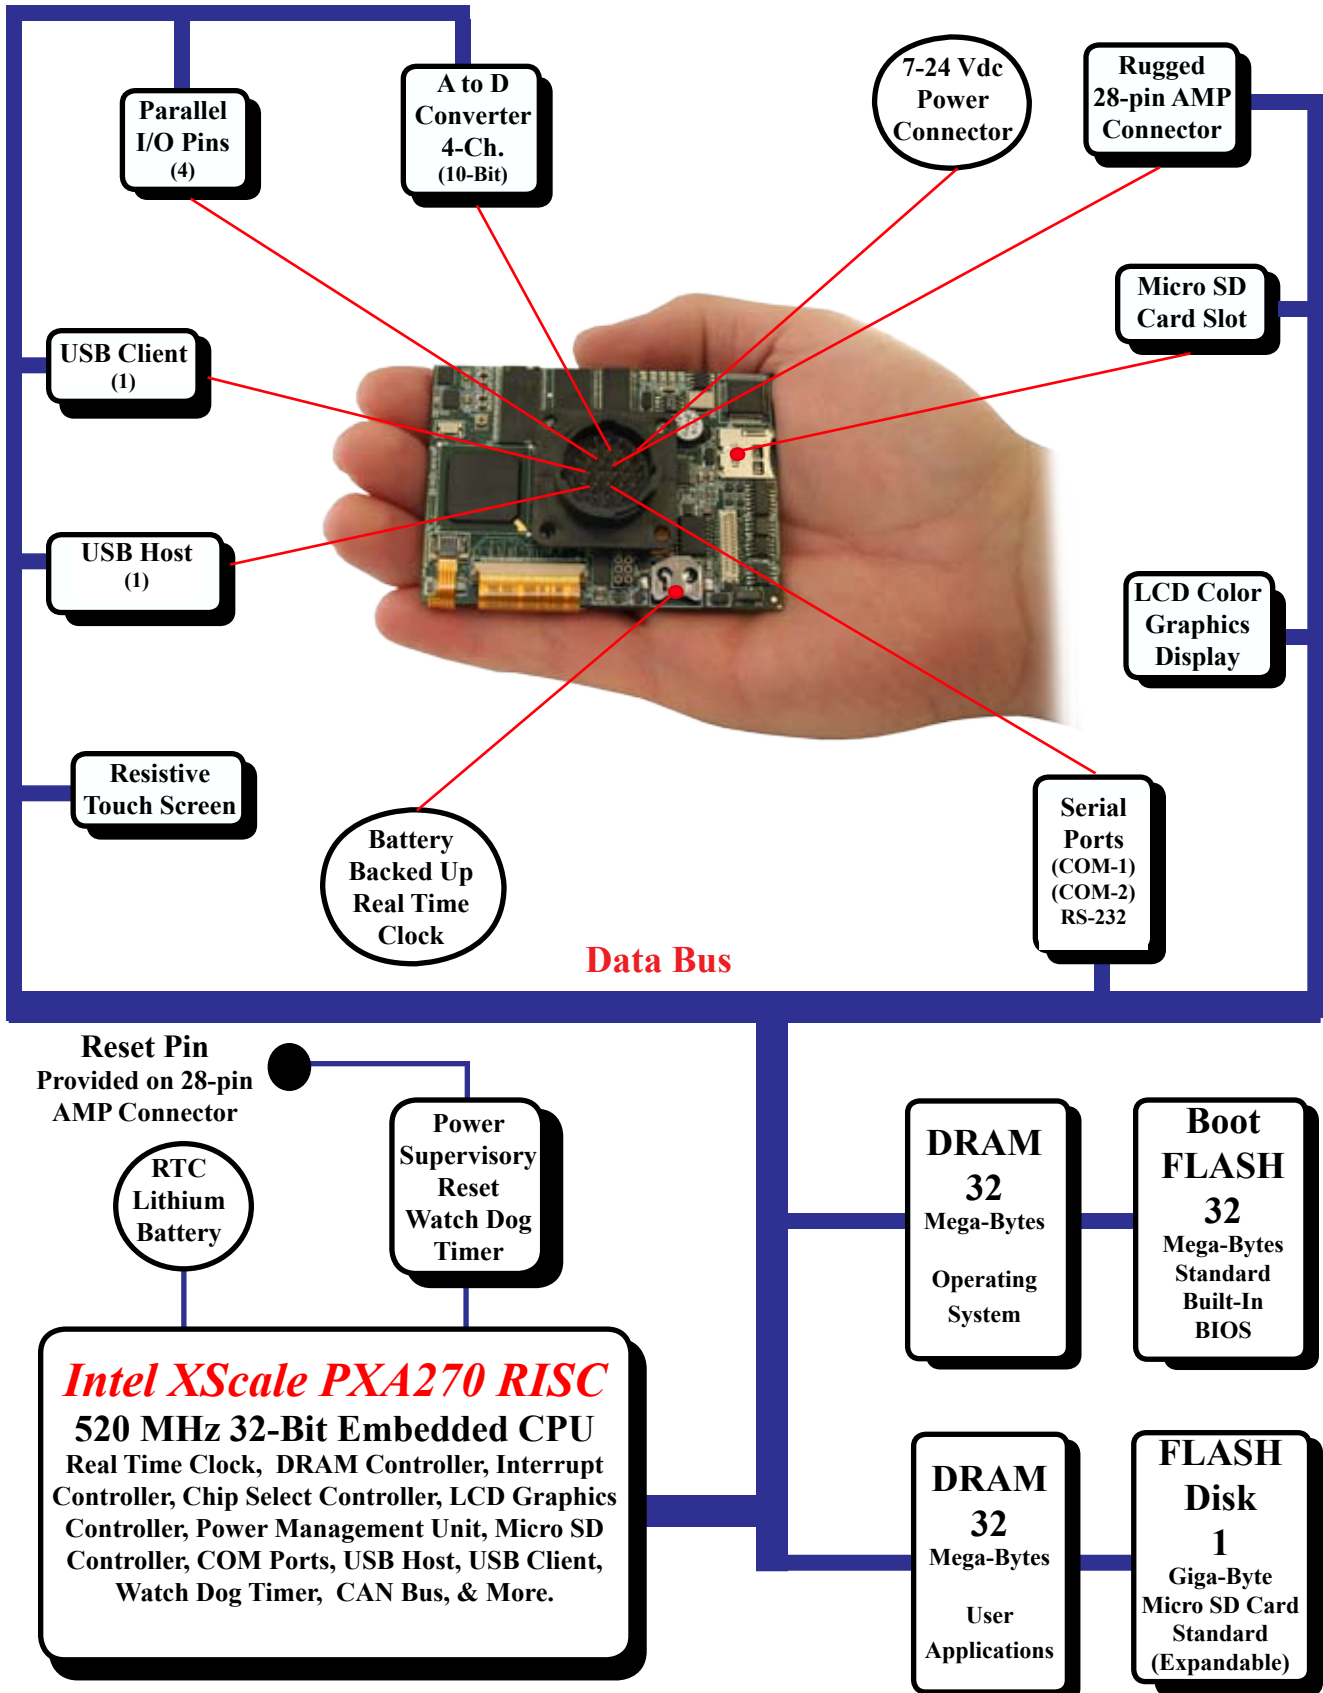 Parallel
I/O Pins
(4)
A to D
Converter
4-Ch.
(10-Bit)
7-24 Vdc
Power
Connector
Rugged
28-pin AMP
Connector
Micro SD
Card Slot
USB Client
(1)
USB Host
(1)
LCD Color
Graphics
Display
Resistive
Touch Screen
Battery
Backed Up
Real Time
Clock
Serial
Ports
(COM-1)
(COM-2)
RS-232
Data Bus
Reset Pin
Provided on 28-pin
AMP Connector
RTC
Lithium
Battery
Power
Supervisory
Reset
Watch Dog
Timer
DRAM
32
Mega-Bytes
Operating
System
Boot
FLASH
32
Mega-Bytes
Standard
Built-In
BIOS
Intel XScale PXA270 RISC
520 MHz 32-Bit Embedded CPU
Real Time Clock, DRAM Controller, Interrupt
Controller, Chip Select Controller, LCD Graphics
Controller, Power Management Unit, Micro SD
Controller, COM Ports, USB Host, USB Client,
Watch Dog Timer, CAN Bus, & More.
DRAM
32
Mega-Bytes
User
Applications
FLASH
Disk
1
Giga-Byte
Micro SD Card
Standard
(Expandable)